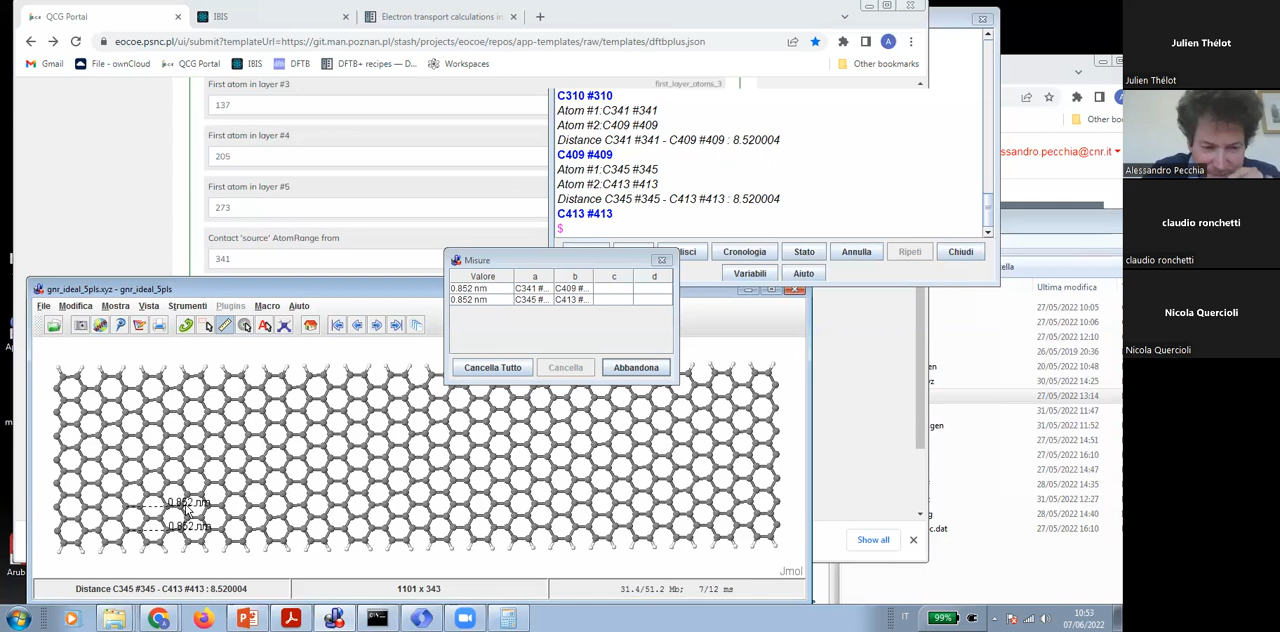 QCG Portal
IBIS
Electron transport calculations in
eocoe.psnc.pl/ui/submit?templateUrl=https://git.man.poznan.pl/stash/projects/eocoe/repos/app-templates/raw/templates/dftbplus.json
A
Gmail
File - ownCloud
QCG Portal
IBIS
DFTB
DFTB+ recipes — D...
Workspaces
Other bookmarks
First atom in layer #3
first_layer_atoms_3
137
First atom in layer #4
205
First atom in layer #5
273
Contact 'source' AtomRange from
341
C310 #310
Atom #1:C341 #341
Atom #2:C409 #409
Distance C341 #341 - C409 #409 : 8.520004
C409 #409
Atom #1:C345 #345
Atom #2:C413 #413
Distance C345 #345 - C413 #413 : 8.520004
C413 #413
$
Cronologia
Stato
Annulla
Ripeti
Chiudi
Variabili
Aiuto
Misure
Valore a b c d
0.852 nm C341 #... C409 #...
0.852 nm C345 #... C413 #...
Cancella Tutto
Cancella
Abbandona
gnr_ideal_5pls.xyz - gnr_ideal_5pls
File Modifica Mostra Vista Strumenti Plugins Macro Aiuto
0.852 nm
0.852 nm
Jmol
Distance C345 #345 - C413 #413 : 8.520004
1101 x 343
31.4/51.2 Mb; 7/12 ms
Show all
Other bo
ssandro.pecchia@cnr.it
Ultima modifica
27/05/2022 10:05
27/05/2022 10:06
27/05/2022 12:10
26/05/2019 20:36
20/05/2022 10:48
30/05/2022 14:25
27/05/2022 13:14
31/05/2022 11:47
31/05/2022 11:52
27/05/2022 14:51
27/05/2022 16:10
27/05/2022 14:47
28/05/2022 14:35
31/05/2022 12:27
28/05/2022 14:40
27/05/2022 16:10
Julien Thélot
Julien Thélot
Alessandro Pecchia
claudio ronchetti
claudio ronchetti
Nicola Quercioli
Nicola Quercioli
IT
99%
10:53
07/06/2022